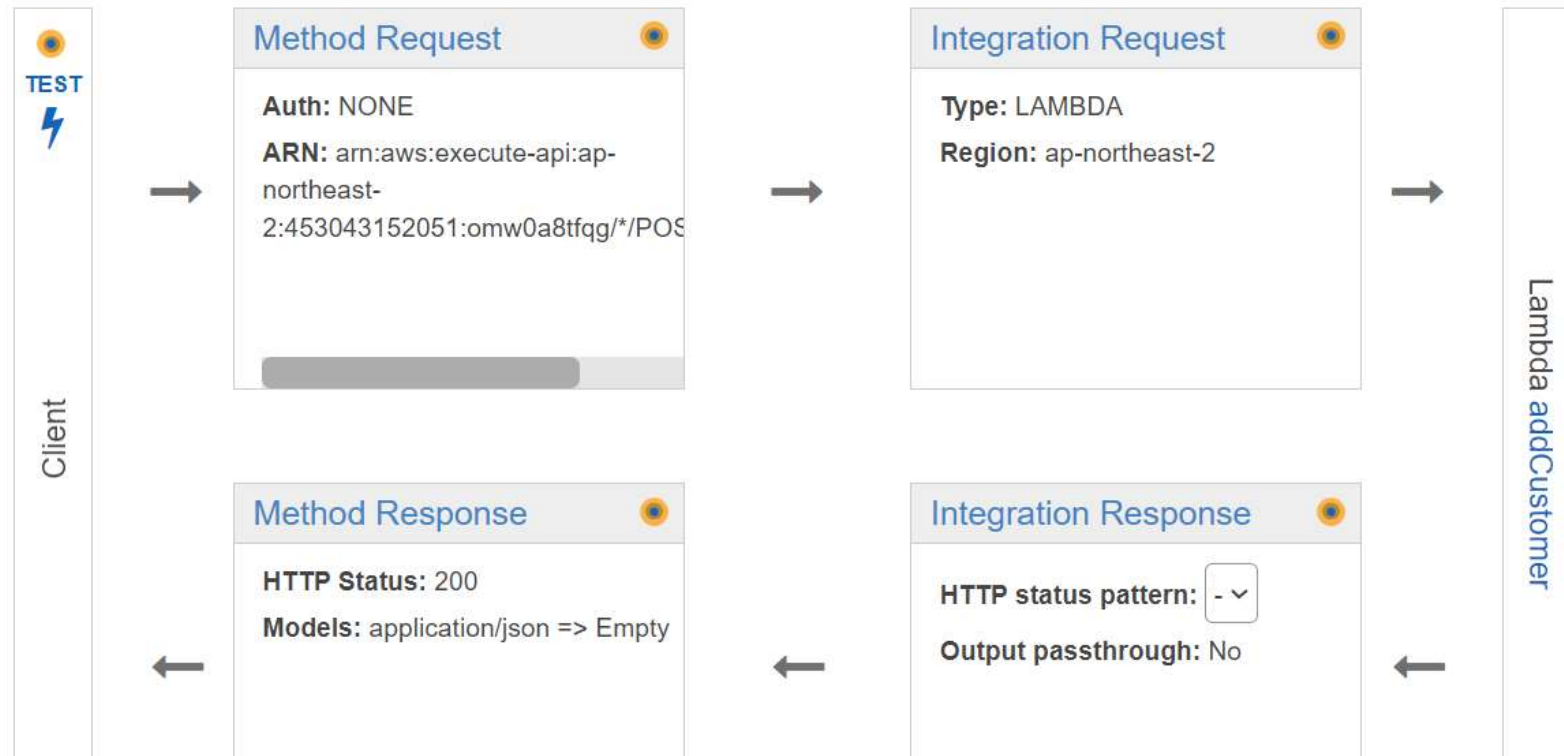 TEST
Client
Method Request
Auth: NONE
ARN: arn:aws:execute-api:ap-
northeast-
2:453043152051:omw0a8tfqg/*/POS
Integration Request
Type: LAMBDA
Region: ap-northeast-2
Lambda addCustomer
Method Response
HTTP Status: 200
Models: application/json => Empty
Integration Response
HTTP status pattern: -
Output passthrough: No